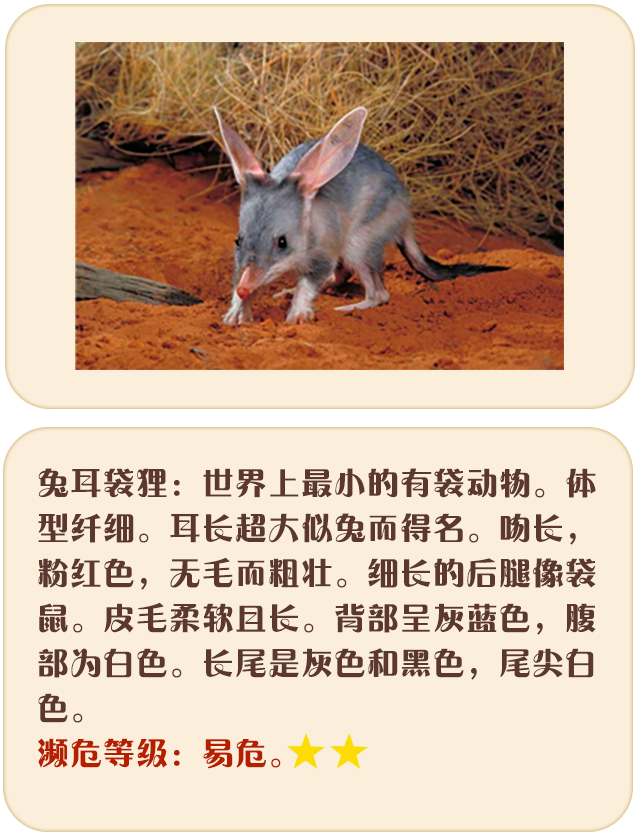 兔耳袋狸：世界上最小的有袋动物。体
型纤细。耳长超大似兔而得名。吻长，
粉红色，无毛而粗壮。细长的后腿像袋
鼠。皮毛柔软且长。背部呈灰蓝色，腹
部为白色。长尾是灰色和黑色，尾尖白
色。
濒危等级：易危。